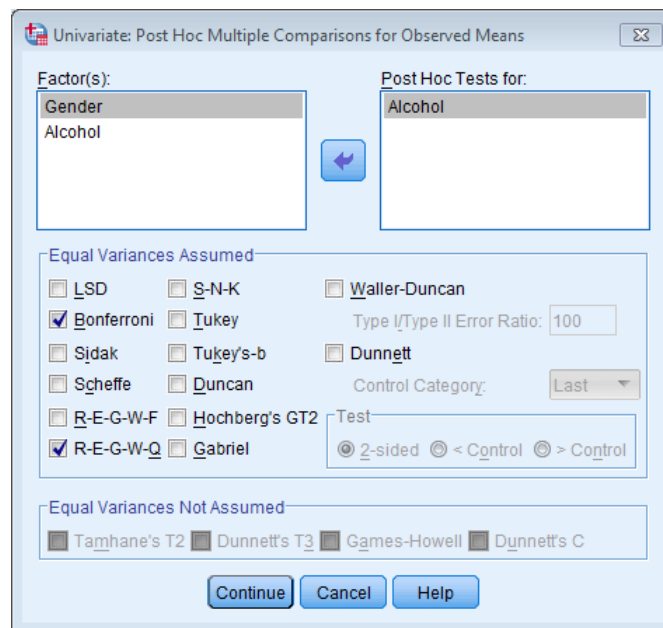 Univariate: Post Hoc Multiple Comparisons for Observed Means
Factor(s):
Gender
Alcohol
Post Hoc Tests for:
Alcohol
Equal Variances Assumed
LSD S-N-K Waller-Duncan
Bonferroni Tukey Type I/Type II Error Ratio: 100
Sidak Tukey's-b Dunnett
Scheffe Duncan Control Category: Last
R-E-G-W-F Hochberg's GT2 Test
R-E-G-W-Q Gabriel 2-sided < Control > Control
Equal Variances Not Assumed
Tamhane's T2 Dunnett's T3 Games-Howell Dunnett's C
Continue Cancel Help